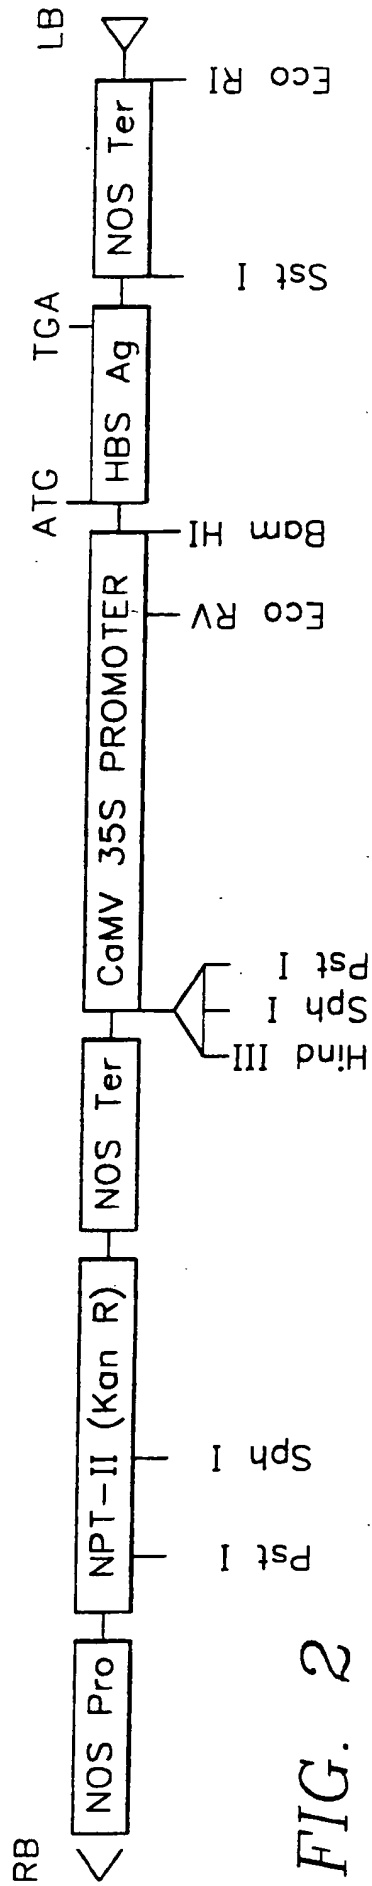 RB
LB
ATG
TGA
NOS Pro
NPT-II (Kan R)
NOS Ter
CaMV 35S PROMOTER
HBS Ag
NOS Ter
Pst I
Sph I
Hind III
Sph I
Pst I
Eco RV
Bam HI
Sst I
Eco RI
FIG. 2